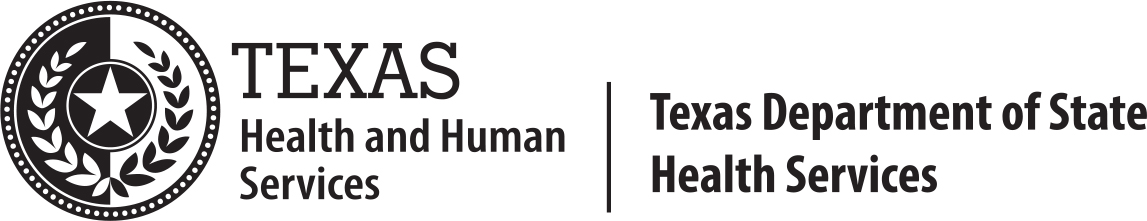 TEXAS
Health and Human
Services
Texas Department of State
Health Services